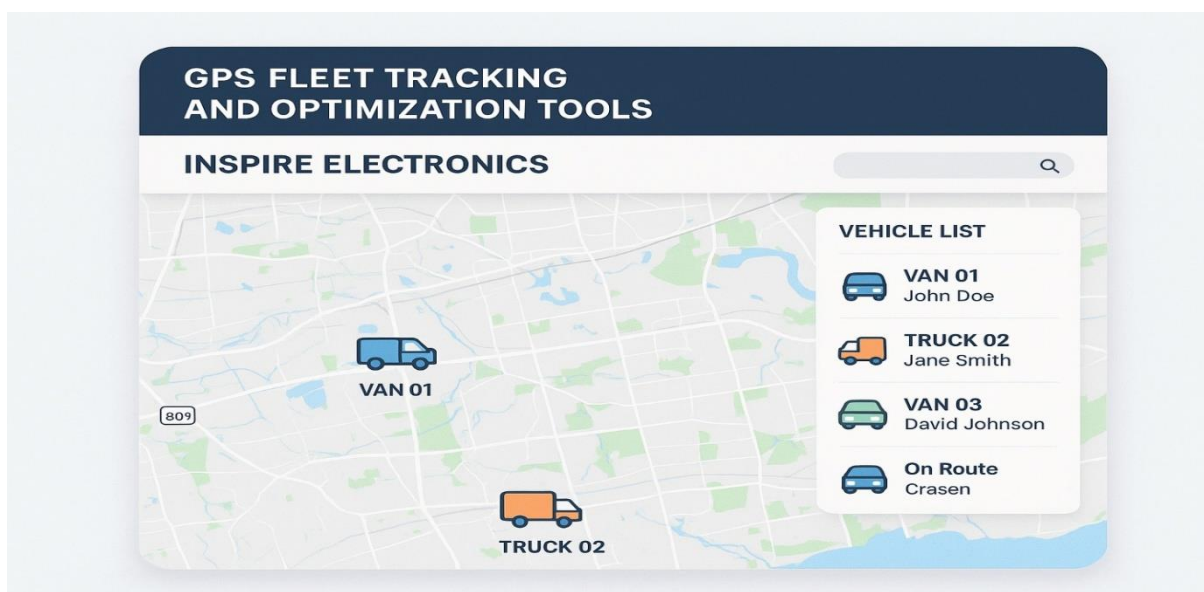 GPS FLEET TRACKING
AND OPTIMIZATION TOOLS
INSPIRE ELECTRONICS
VEHICLE LIST
VAN 01
John Doe
TRUCK 02
Jane Smith
VAN 03
David Johnson
On Route
Crasen
VAN 01
809
TRUCK 02